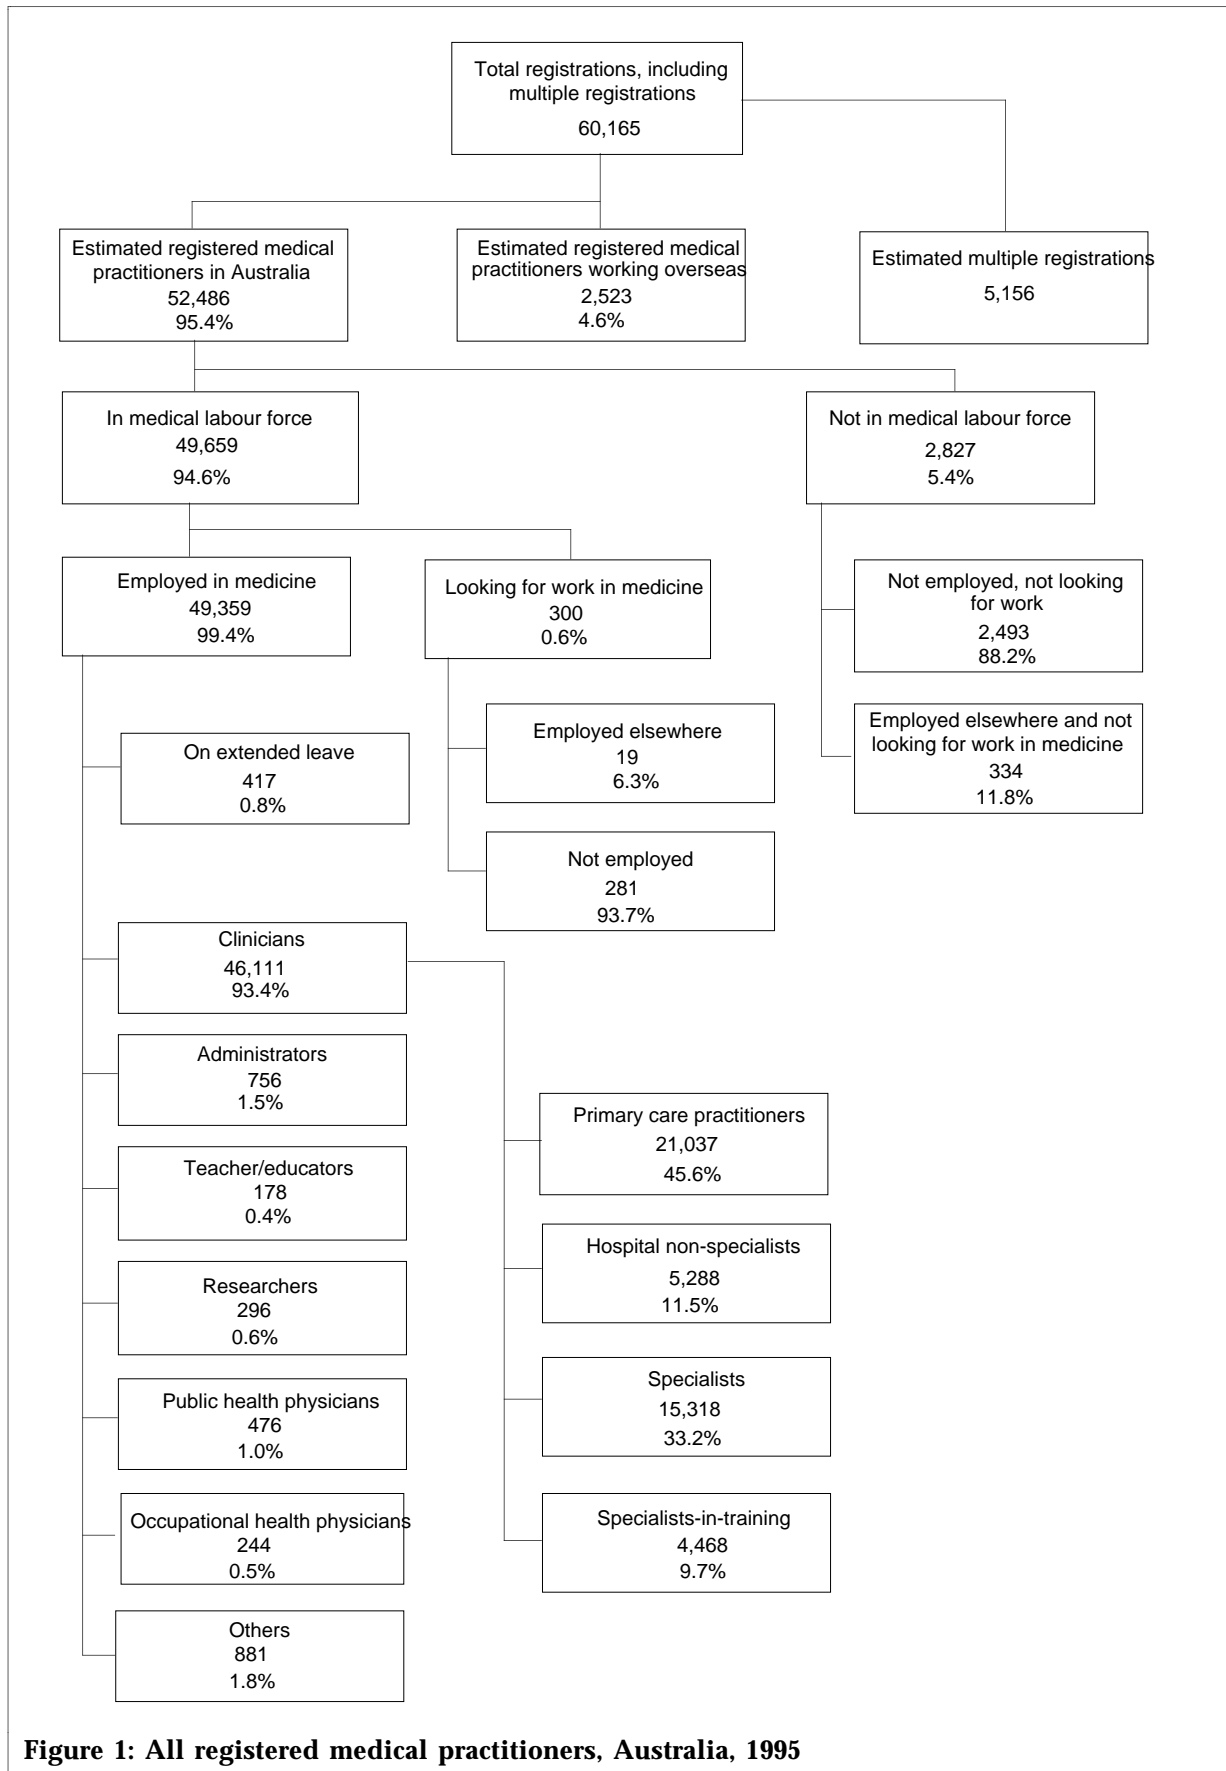 Total registrations, including
multiple registrations
60,165
Estimated registered medical
practitioners in Australia
52,486
95.4%
Estimated registered medical
practitioners working overseas
2,523
4.6%
Estimated multiple registrations
5,156
In medical labour force
49,659
94.6%
Not in medical labour force
2,827
5.4%
Employed in medicine
49,359
99.4%
Looking for work in medicine
300
0.6%
Not employed, not looking
for work
2,493
88.2%
Employed elsewhere and not
looking for work in medicine
334
11.8%
Employed elsewhere
19
6.3%
Not employed
281
93.7%
On extended leave
417
0.8%
Clinicians
46,111
93.4%
Administrators
756
1.5%
Teacher/educators
178
0.4%
Researchers
296
0.6%
Public health physicians
476
1.0%
Occupational health physicians
244
0.5%
Others
881
1.8%
Primary care practitioners
21,037
45.6%
Hospital non-specialists
5,288
11.5%
Specialists
15,318
33.2%
Specialists-in-training
4,468
9.7%
Figure 1: All registered medical practitioners, Australia, 1995